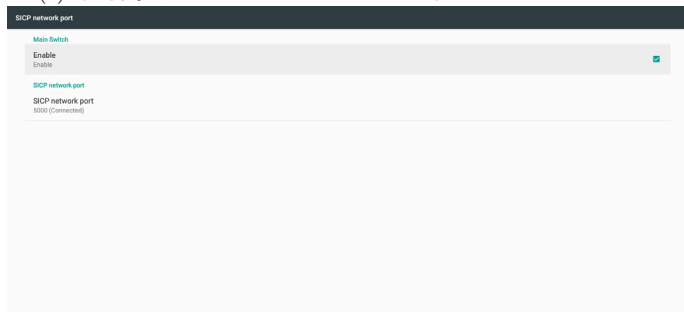 SICP network port
Main Switch
Enable
Enable
SICP network port
SICP network port
5000 (Connected)